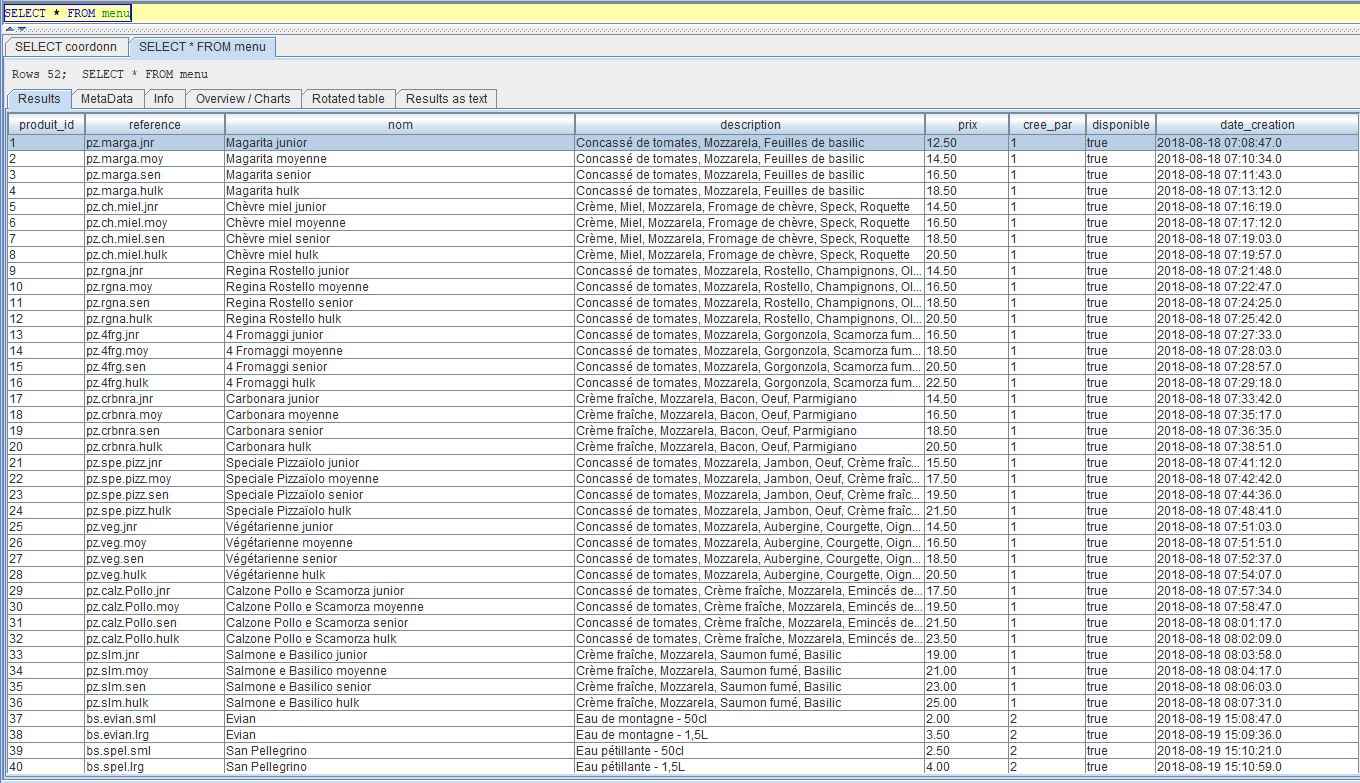 SELECT * FROM menu
SELECT coordonn SELECT * FROM menu
Rows 52; SELECT * FROM menu
Results MetaData Info Overview / Charts Rotated table Results as text
produit_id reference nom description prix cree_par disponible date_creation
1 pz.marga.jnr Magarita junior Concassé de tomates, Mozzarela, Feuilles de basilic 12.50 1 true 2018-08-18 07:08:47.0
2 pz.marga.moy Magarita moyenne Concassé de tomates, Mozzarela, Feuilles de basilic 14.50 1 true 2018-08-18 07:10:34.0
3 pz.marga.sen Magarita senior Concassé de tomates, Mozzarela, Feuilles de basilic 16.50 1 true 2018-08-18 07:11:43.0
4 pz.marga.hulk Magarita hulk Concassé de tomates, Mozzarela, Feuilles de basilic 18.50 1 true 2018-08-18 07:13:12.0
5 pz.ch.miel.jnr Chèvre miel junior Crème, Miel, Mozzarela, Fromage de chèvre, Speck, Roquette 14.50 1 true 2018-08-18 07:16:19.0
6 pz.ch.miel.moy Chèvre miel moyenne Crème, Miel, Mozzarela, Fromage de chèvre, Speck, Roquette 16.50 1 true 2018-08-18 07:17:12.0
7 pz.ch.miel.sen Chèvre miel senior Crème, Miel, Mozzarela, Fromage de chèvre, Speck, Roquette 18.50 1 true 2018-08-18 07:19:03.0
8 pz.ch.miel.hulk Chèvre miel hulk Crème, Miel, Mozzarela, Fromage de chèvre, Speck, Roquette 20.50 1 true 2018-08-18 07:19:57.0
9 pz.rgna.jnr Regina Rostello junior Concassé de tomates, Mozzarela, Rostello, Champignons, Ol... 14.50 1 true 2018-08-18 07:21:48.0
10 pz.rgna.moy Regina Rostello moyenne Concassé de tomates, Mozzarela, Rostello, Champignons, Ol... 16.50 1 true 2018-08-18 07:22:47.0
11 pz.rgna.sen Regina Rostello senior Concassé de tomates, Mozzarela, Rostello, Champignons, Ol... 18.50 1 true 2018-08-18 07:24:25.0
12 pz.rgna.hulk Regina Rostello hulk Concassé de tomates, Mozzarela, Rostello, Champignons, Ol... 20.50 1 true 2018-08-18 07:25:42.0
13 pz.4frg.jnr 4 Fromaggi junior Concassé de tomates, Mozzarela, Gorgonzola, Scamorza fum... 16.50 1 true 2018-08-18 07:27:33.0
14 pz.4frg.moy 4 Fromaggi moyenne Concassé de tomates, Mozzarela, Gorgonzola, Scamorza fum... 18.50 1 true 2018-08-18 07:28:03.0
15 pz.4frg.sen 4 Fromaggi senior Concassé de tomates, Mozzarela, Gorgonzola, Scamorza fum... 20.50 1 true 2018-08-18 07:28:57.0
16 pz.4frg.hulk 4 Fromaggi hulk Concassé de tomates, Mozzarela, Gorgonzola, Scamorza fum... 22.50 1 true 2018-08-18 07:29:18.0
17 pz.crbnra.jnr Carbonara junior Crème fraîche, Mozzarela, Bacon, Oeuf, Parmigiano 14.50 1 true 2018-08-18 07:33:42.0
18 pz.crbnra.moy Carbonara moyenne Crème fraîche, Mozzarela, Bacon, Oeuf, Parmigiano 16.50 1 true 2018-08-18 07:35:17.0
19 pz.crbnra.sen Carbonara senior Crème fraîche, Mozzarela, Bacon, Oeuf, Parmigiano 18.50 1 true 2018-08-18 07:36:35.0
20 pz.crbnra.hulk Carbonara hulk Crème fraîche, Mozzarela, Bacon, Oeuf, Parmigiano 20.50 1 true 2018-08-18 07:38:51.0
21 pz.spe.pizz.jnr Speciale Pizzaïolo junior Concassé de tomates, Mozzarela, Jambon, Oeuf, Crème fraîc... 15.50 1 true 2018-08-18 07:41:12.0
22 pz.spe.pizz.moy Speciale Pizzaïolo moyenne Concassé de tomates, Mozzarela, Jambon, Oeuf, Crème fraîc... 17.50 1 true 2018-08-18 07:42:42.0
23 pz.spe.pizz.sen Speciale Pizzaïolo senior Concassé de tomates, Mozzarela, Jambon, Oeuf, Crème fraîc... 19.50 1 true 2018-08-18 07:44:36.0
24 pz.spe.pizz.hulk Speciale Pizzaïolo hulk Concassé de tomates, Mozzarela, Jambon, Oeuf, Crème fraîc... 21.50 1 true 2018-08-18 07:48:41.0
25 pz.veg.jnr Végétarienne junior Concassé de tomates, Mozzarela, Aubergine, Courgette, Oign... 14.50 1 true 2018-08-18 07:51:03.0
26 pz.veg.moy Végétarienne moyenne Concassé de tomates, Mozzarela, Aubergine, Courgette, Oign... 16.50 1 true 2018-08-18 07:51:51.0
27 pz.veg.sen Végétarienne senior Concassé de tomates, Mozzarela, Aubergine, Courgette, Oign... 18.50 1 true 2018-08-18 07:52:37.0
28 pz.veg.hulk Végétarienne hulk Concassé de tomates, Mozzarela, Aubergine, Courgette, Oign... 20.50 1 true 2018-08-18 07:54:07.0
29 pz.calz.Pollo.jnr Calzone Pollo e Scamorza junior Concassé de tomates, Crème fraîche, Mozzarela, Emincés de... 17.50 1 true 2018-08-18 07:57:34.0
30 pz.calz.Pollo.moy Calzone Pollo e Scamorza moyenne Concassé de tomates, Crème fraîche, Mozzarela, Emincés de... 19.50 1 true 2018-08-18 07:58:47.0
31 pz.calz.Pollo.sen Calzone Pollo e Scamorza senior Concassé de tomates, Crème fraîche, Mozzarela, Emincés de... 21.50 1 true 2018-08-18 08:01:17.0
32 pz.calz.Pollo.hulk Calzone Pollo e Scamorza hulk Concassé de tomates, Crème fraîche, Mozzarela, Emincés de... 23.50 1 true 2018-08-18 08:02:09.0
33 pz.slm.jnr Salmone e Basilico junior Crème fraîche, Mozzarela, Saumon fumé, Basilic 19.00 1 true 2018-08-18 08:03:58.0
34 pz.slm.moy Salmone e Basilico moyenne Crème fraîche, Mozzarela, Saumon fumé, Basilic 21.00 1 true 2018-08-18 08:04:17.0
35 pz.slm.sen Salmone e Basilico senior Crème fraîche, Mozzarela, Saumon fumé, Basilic 23.00 1 true 2018-08-18 08:06:03.0
36 pz.slm.hulk Salmone e Basilico hulk Crème fraîche, Mozzarela, Saumon fumé, Basilic 25.00 1 true 2018-08-18 08:07:31.0
37 bs.evian.sml Evian Eau de montagne - 50cl 2.00 2 true 2018-08-19 15:08:47.0
38 bs.evian.lrg Evian Eau de montagne - 1,5L 3.50 2 true 2018-08-19 15:09:36.0
39 bs.spel.sml San Pellegrino Eau pétillante - 50cl 2.50 2 true 2018-08-19 15:10:21.0
40 bs.spel.lrg San Pellegrino Eau pétillante - 1,5L 4.00 2 true 2018-08-19 15:10:59.0